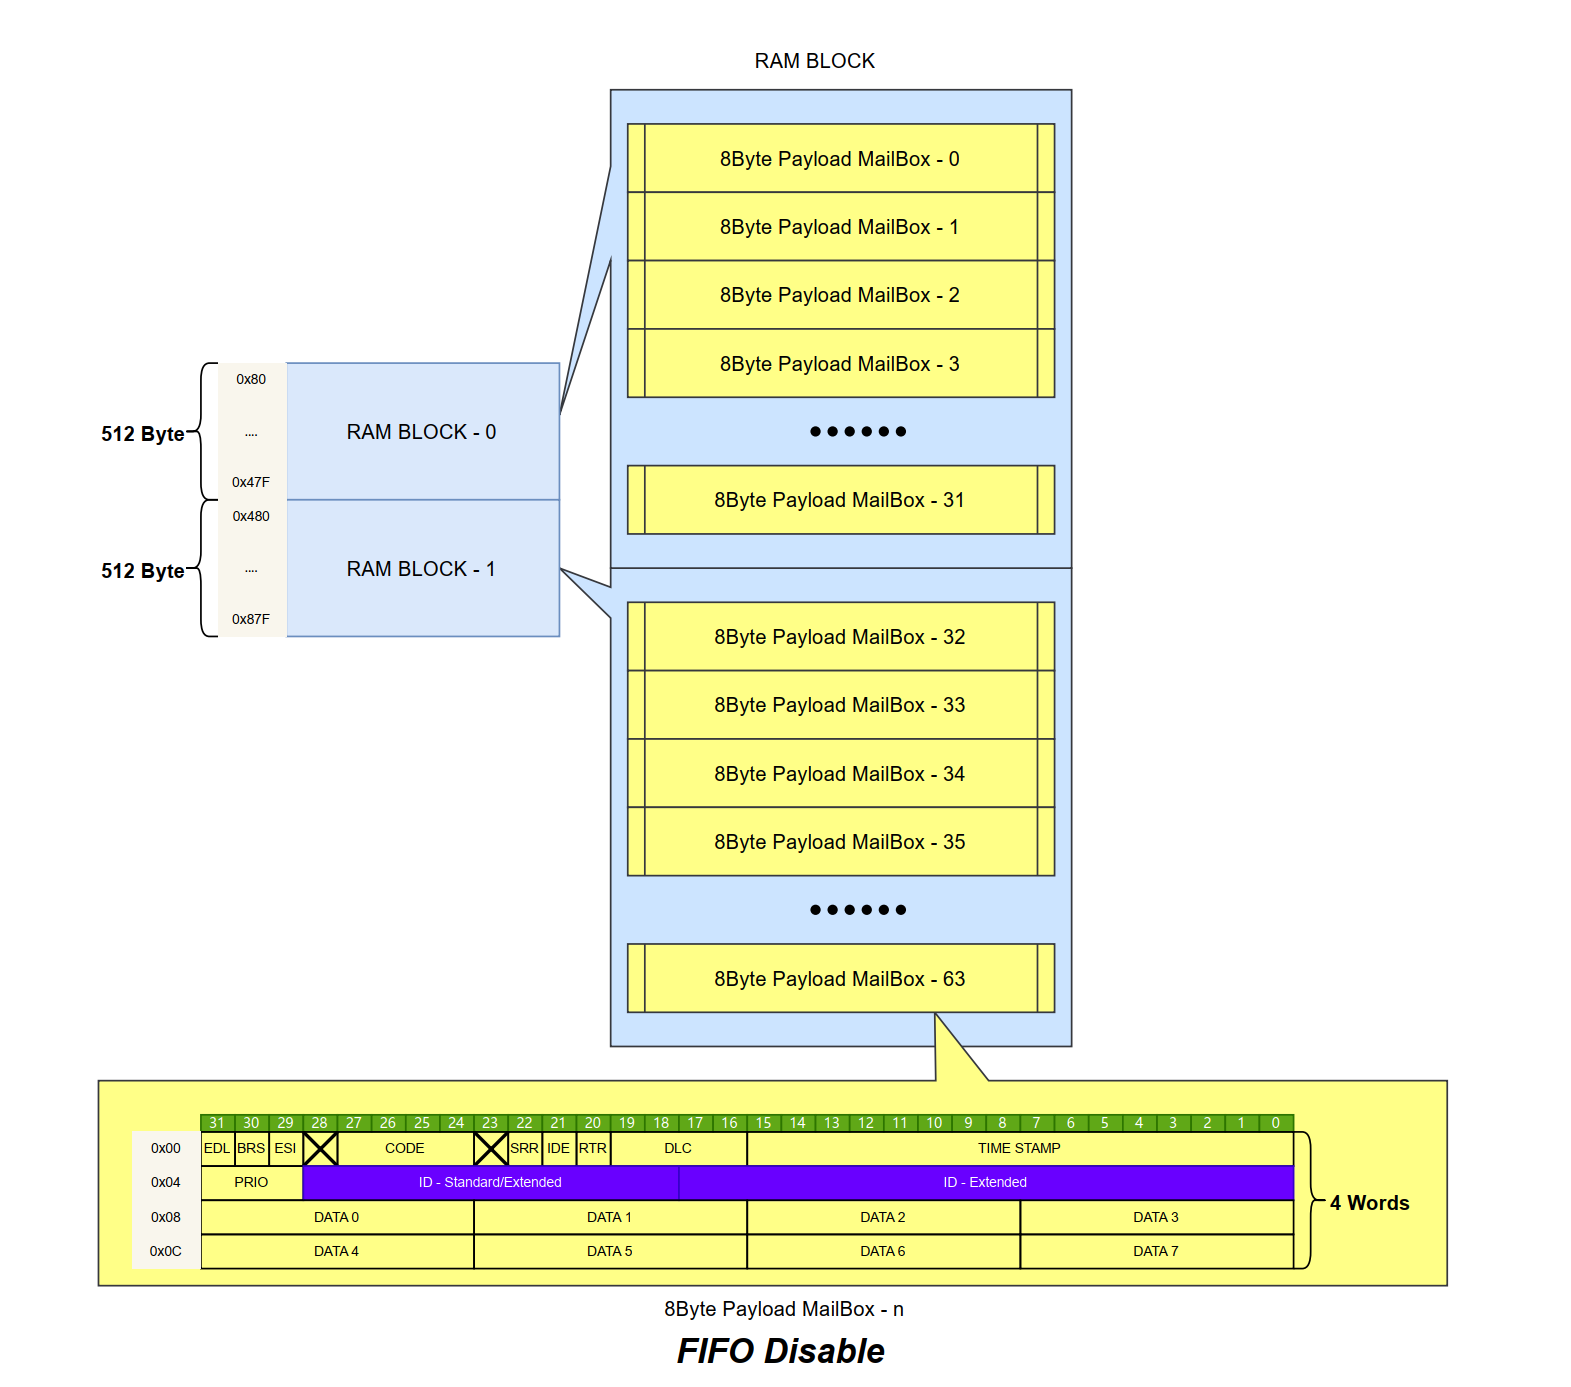 RAM BLOCK
8Byte Payload MailBox - 0
8Byte Payload MailBox - 1
8Byte Payload MailBox - 2
8Byte Payload MailBox - 3
8Byte Payload MailBox - 31
512 Byte
0x80
....
0x47F
RAM BLOCK - 0
512 Byte
0x480
....
0x87F
RAM BLOCK - 1
8Byte Payload MailBox - 32
8Byte Payload MailBox - 33
8Byte Payload MailBox - 34
8Byte Payload MailBox - 35
8Byte Payload MailBox - 63
31 30 29 28 27 26 25 24 23 22 21 20 19 18 17 16 15 14 13 12 11 10 9 8 7 6 5 4 3 2 1 0
0x00 EDL BRS ESI CODE SRR IDE RTR DLC TIME STAMP
0x04 PRIO ID - Standard/Extended ID - Extended
0x08 DATA 0 DATA 1 DATA 2 DATA 3
0x0C DATA 4 DATA 5 DATA 6 DATA 7
4 Words
8Byte Payload MailBox - n
FIFO Disable